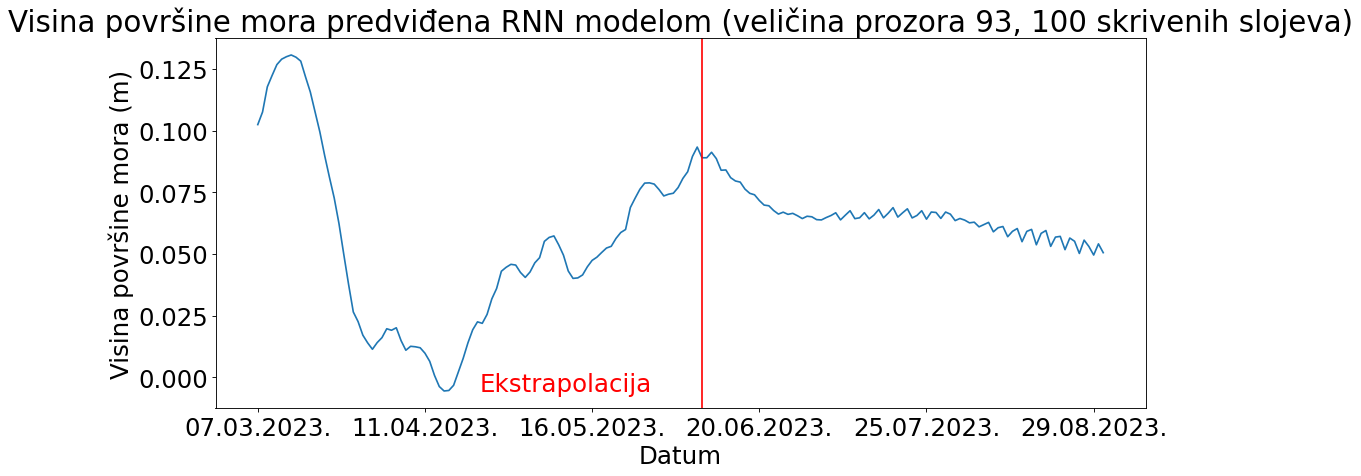 Visina površine mora predviđena RNN modelom (veličina prozora 93, 100 skrivenih slojeva)
Visina površine mora (m)
0.125
0.100
0.075
0.050
0.025
0.000
Ekstrapolacija
07.03.2023. 11.04.2023. 16.05.2023. 20.06.2023. 25.07.2023. 29.08.2023.
Datum